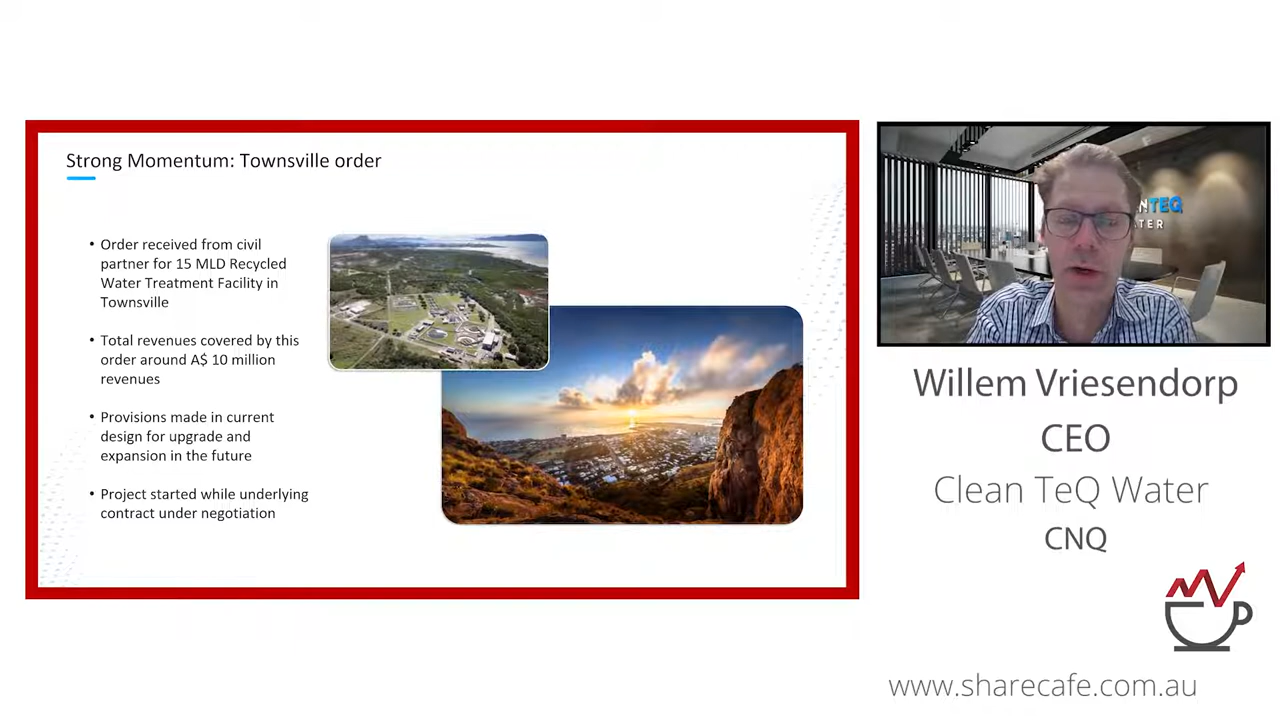 Strong Momentum: Townsville order
• Order received from civil
partner for 15 MLD Recycled
Water Treatment Facility in
Townsville
• Total revenues covered by this
order around A$ 10 million
revenues
• Provisions made in current
design for upgrade and
expansion in the future
• Project started while underlying
contract under negotiation
NTEQ
TER
Willem Vriesendorp
CEO
Clean TeQ Water
CNQ
www.sharecafe.com.au